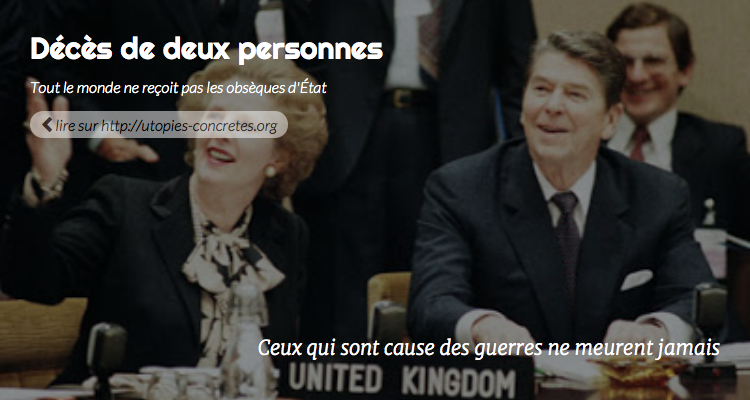 Décès de deux personnes
Tout le monde ne reçoit pas les obsèques d'État
lire sur http://utopies-concretes.org
Ceux qui sont cause des guerres ne meurent jamais
UNITED KINGDOM